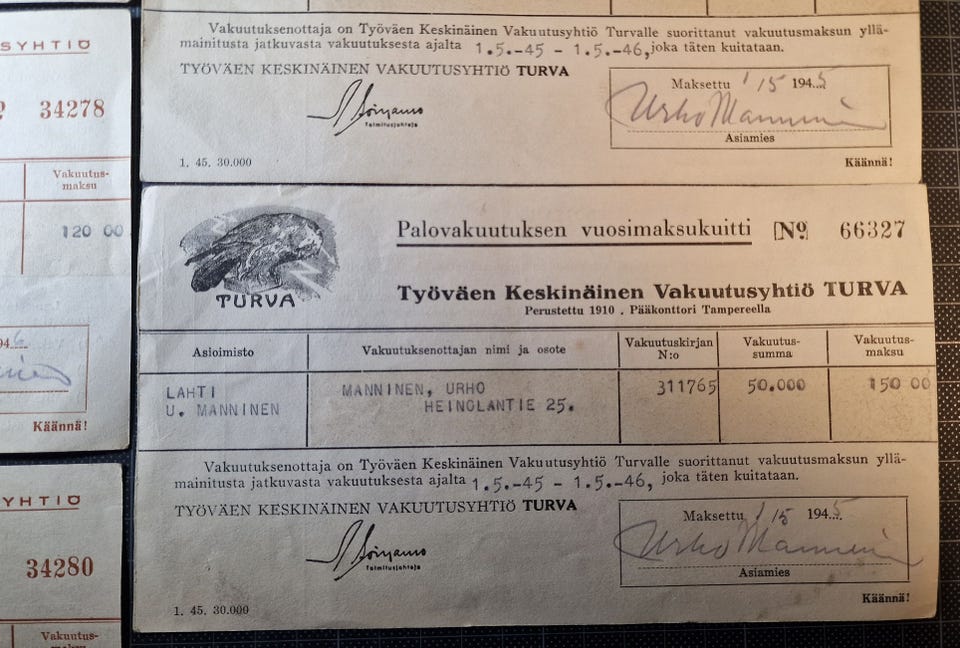 SYHTIÖ
34278
Vakuutus-
maksu
120 00
194 6
Käännä!
YHTIÖ
34280
Vakuutus-
Vakuutuksenottaja on Työväen Keskinäinen Vakuutusyhtiö Turvalle suorittanut vakuutusmaksun yllä-
mainitusta jatkuvasta vakuutuksesta ajalta 1.5.-45 - 1.5.-46, joka täten kuitataan.
TYÖVÄEN KESKINÄINEN VAKUUTUSYHTIÖ TURVA
Toimitusjohtaja
Maksettu 1/5 1945
Urho Manninen
Asiamies
1. 45. 30.000
Käännä!
TURVA
Palovakuutuksen vuosimaksukuitti No 66327
Työväen Keskinäinen Vakuutusyhtiö TURVA
Perustettu 1910 . Pääkonttori Tampereella
Asioimisto Vakuutuksenottajan nimi ja osote Vakuutuskirjan N:o Vakuutus-summa Vakuutus-maksu
LAHTI MANNINEN, URHO 311765 50.000 150 00
U. MANNINEN HEINOLANTIE 25.
Vakuutuksenottaja on Työväen Keskinäinen Vakuutusyhtiö Turvalle suorittanut vakuutusmaksun yllä-
mainitusta jatkuvasta vakuutuksesta ajalta 1.5.-45 - 1.5.-46, joka täten kuitataan.
TYÖVÄEN KESKINÄINEN VAKUUTUSYHTIÖ TURVA
Toimitusjohtaja
Maksettu 1/5 1945
Urho Manninen
Asiamies
1. 45. 30.000
Käännä!